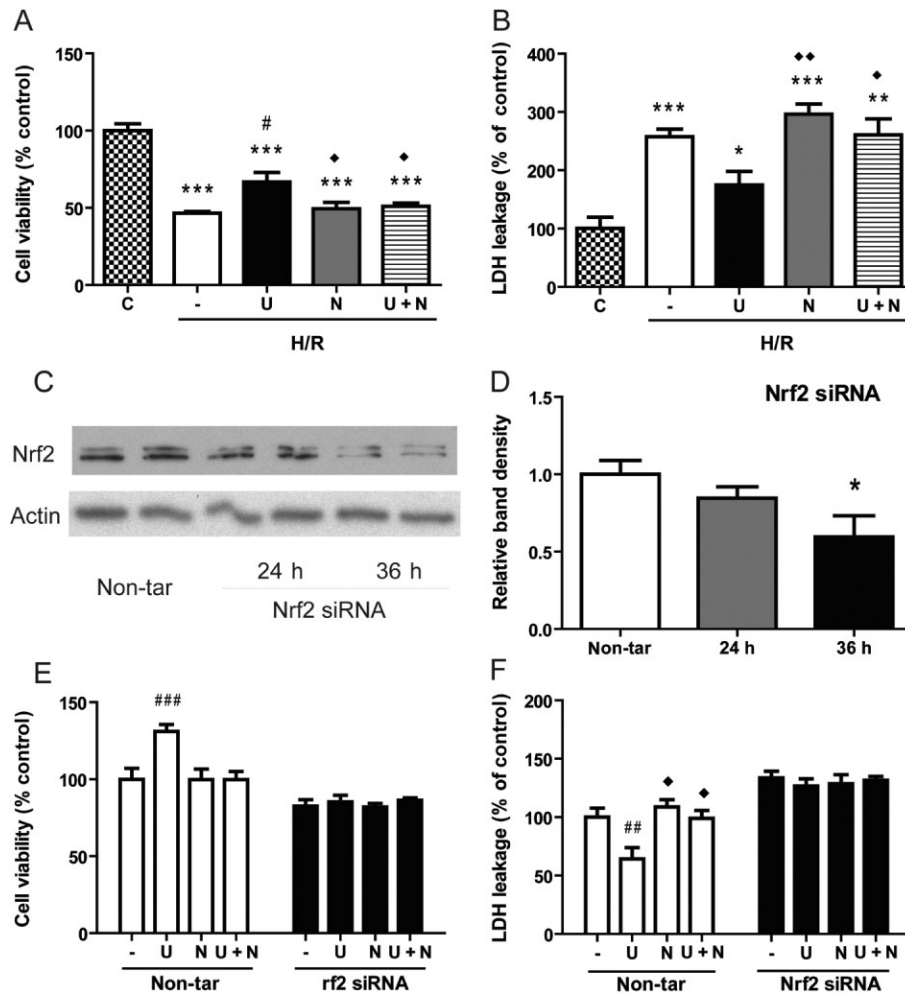 A
Cell viability (% control)
150
100
50
0
#
♦
♦
***
***
***
***
C
-
U
N
U + N
H/R
B
LDH leakage (% of control)
400
300
200
100
0
♦♦
♦
***
***
**
*
C
-
U
N
U + N
H/R
C
Nrf2
Actin
24 h
36 h
Non-tar
Nrf2 siRNA
D
Nrf2 siRNA
Relative band density
1.5
1.0
0.5
0.0
*
Non-tar
24 h
36 h
E
Cell viability (% control)
150
100
50
0
###
-
U
N
U + N
-
U
N
U + N
Non-tar
rf2 siRNA
F
LDH leakage (% of control)
200
150
100
50
0
♦
♦
##
-
U
N
U + N
-
U
N
U + N
Non-tar
Nrf2 siRNA